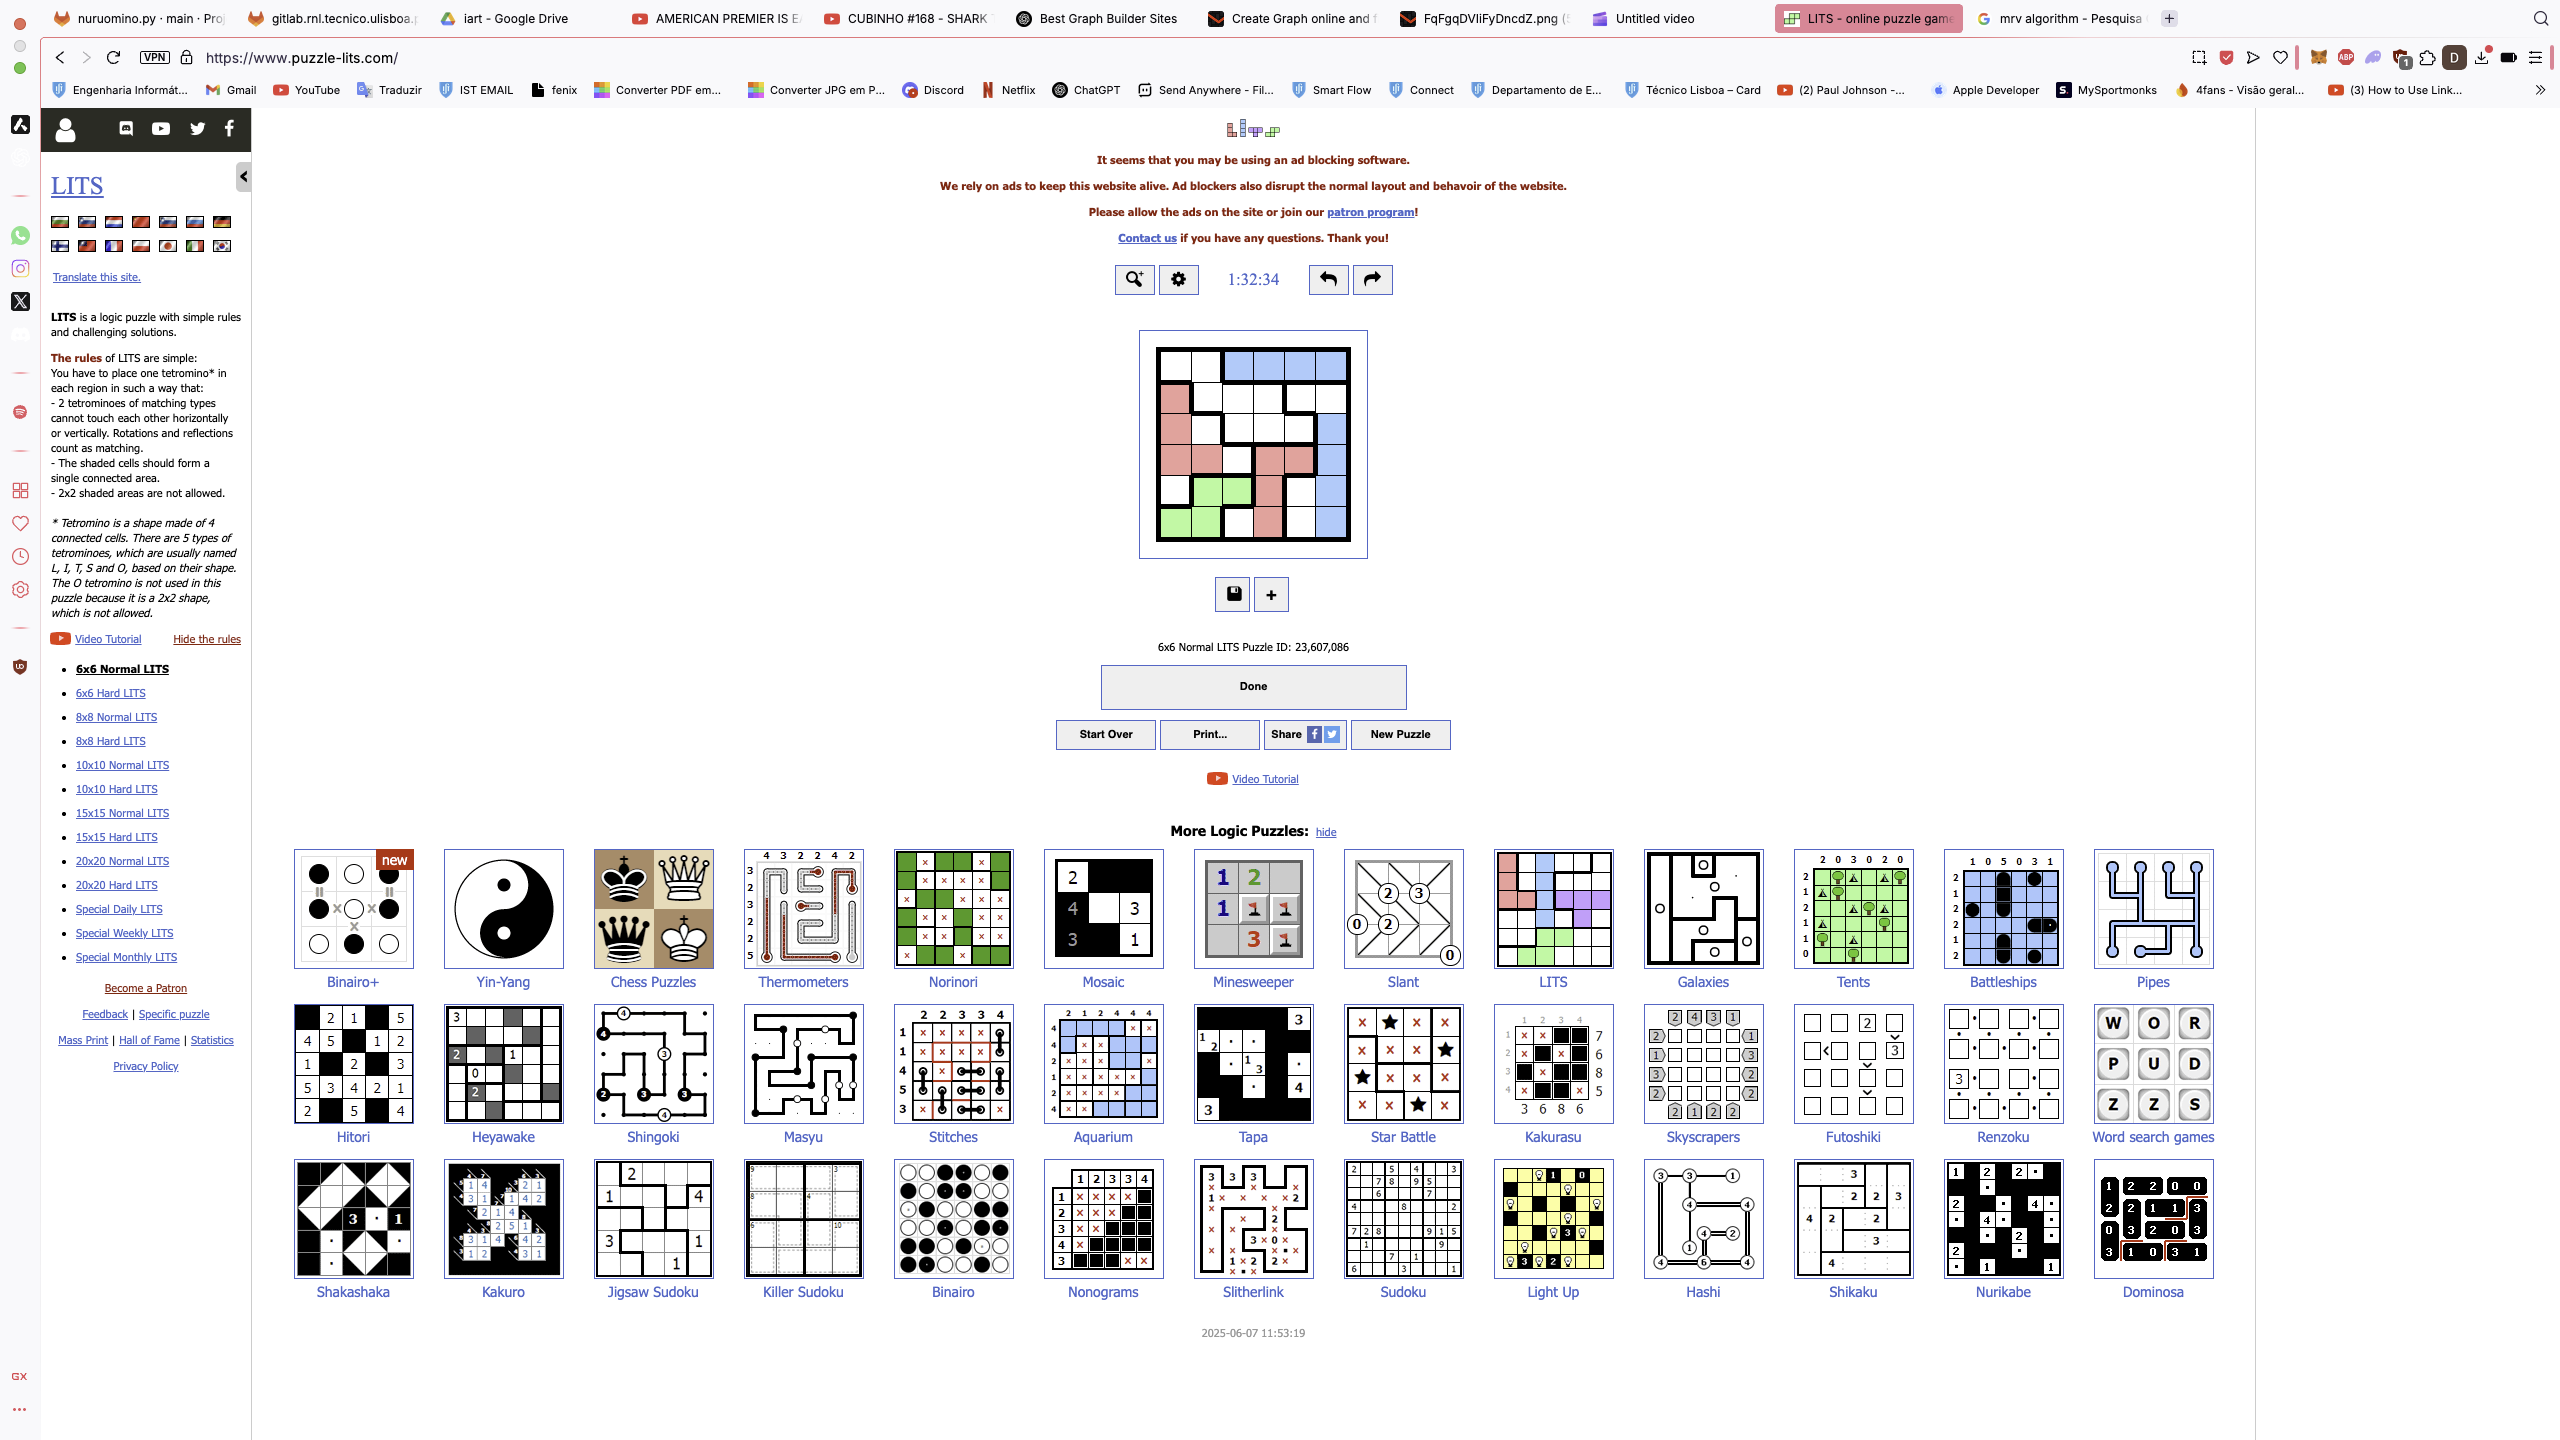 nuruomino.py · main · Proj
gitlab.rnl.tecnico.ulisboa.p
iart - Google Drive
AMERICAN PREMIER IS EA
CUBINHO #168 - SHARK T
Best Graph Builder Sites
Create Graph online and f
FqFgqDVIiFyDncdZ.png (5
Untitled video
LITS - online puzzle game
mrv algorithm - Pesquisa
VPN
https://www.puzzle-lits.com/
Engenharia Informát...
Gmail
YouTube
Traduzir
IST EMAIL
fenix
Converter PDF em...
Converter JPG em P...
Discord
Netflix
ChatGPT
Send Anywhere - Fil...
Smart Flow
Connect
Departamento de E...
Técnico Lisboa – Card
(2) Paul Johnson -...
Apple Developer
MySportmonks
4fans - Visão geral...
(3) How to Use Link...
LITS
Translate this site.
LITS is a logic puzzle with simple rules
and challenging solutions.
The rules of LITS are simple:
You have to place one tetromino* in
each region in such a way that:
- 2 tetrominoes of matching types
cannot touch each other horizontally
or vertically. Rotations and reflections
count as matching.
- The shaded cells should form a
single connected area.
- 2x2 shaded areas are not allowed.
* Tetromino is a shape made of 4
connected cells. There are 5 types of
tetrominoes, which are usually named
L, I, T, S and O, based on their shape.
The O tetromino is not used in this
puzzle because it is a 2x2 shape,
which is not allowed.
Video Tutorial
Hide the rules
6x6 Normal LITS
6x6 Hard LITS
8x8 Normal LITS
8x8 Hard LITS
10x10 Normal LITS
10x10 Hard LITS
15x15 Normal LITS
15x15 Hard LITS
20x20 Normal LITS
20x20 Hard LITS
Special Daily LITS
Special Weekly LITS
Special Monthly LITS
Become a Patron
Feedback | Specific puzzle
Mass Print | Hall of Fame | Statistics
Privacy Policy
GX
It seems that you may be using an ad blocking software.
We rely on ads to keep this website alive. Ad blockers also disrupt the normal layout and behavoir of the website.
Please allow the ads on the site or join our patron program!
Contact us if you have any questions. Thank you!
1:32:34
6x6 Normal LITS Puzzle ID: 23,607,086
Done
Start Over
Print...
Share
New Puzzle
Video Tutorial
More Logic Puzzles: hide
new
Binairo+
Yin-Yang
Chess Puzzles
Thermometers
Norinori
Mosaic
Minesweeper
Slant
LITS
Galaxies
Tents
Battleships
Pipes
Hitori
Heyawake
Shingoki
Masyu
Stitches
Aquarium
Tapa
Star Battle
Kakurasu
Skyscrapers
Futoshiki
Renzoku
W O R
P U D
Z Z S
Word search games
Shakashaka
Kakuro
Jigsaw Sudoku
Killer Sudoku
Binairo
Nonograms
Slitherlink
Sudoku
Light Up
Hashi
Shikaku
Nurikabe
Dominosa
2025-06-07 11:53:19